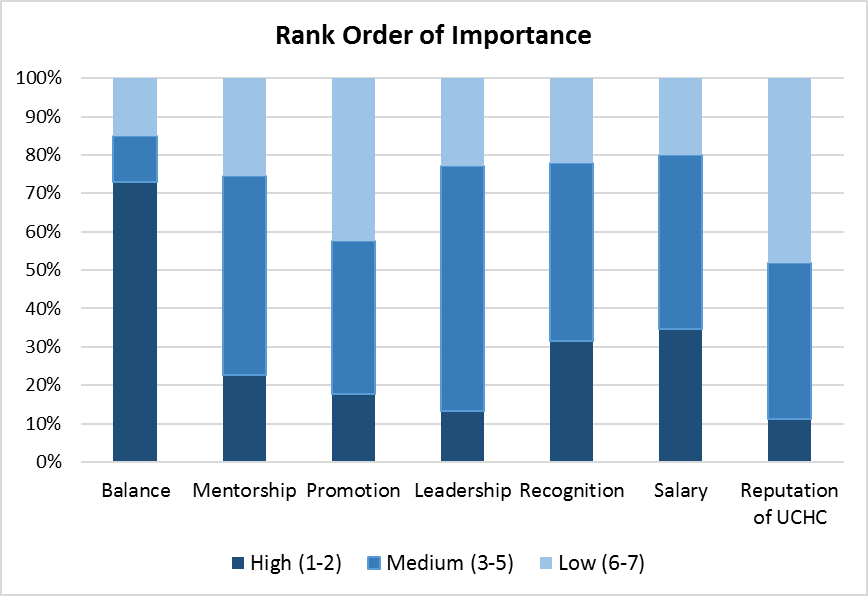 Rank Order of Importance
100%
90%
80%
70%
60%
50%
40%
30%
20%
10%
0%
Balance Mentorship Promotion Leadership Recognition Salary Reputation
of UCHC
High (1-2) Medium (3-5) Low (6-7)